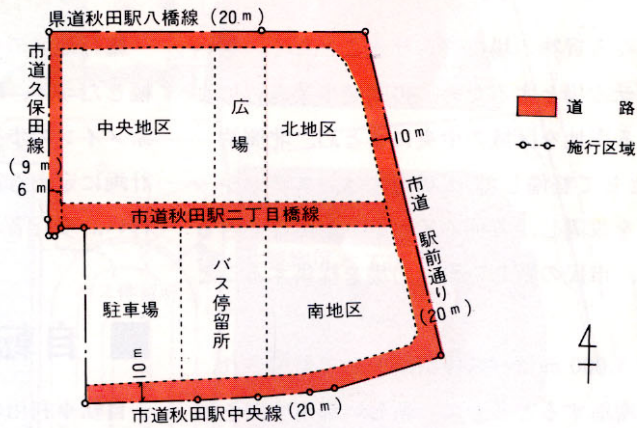 県道秋田駅八橋線 (20m)
市道久保田線
(9m)
6m
中央地区
広場
北地区
10m
道路
施行区域
市道秋田駅二丁目橋線
市道
駅前通り
(20m)
駐車場
バス停留所
南地区
10m
市道秋田駅中央線 (20m)
4